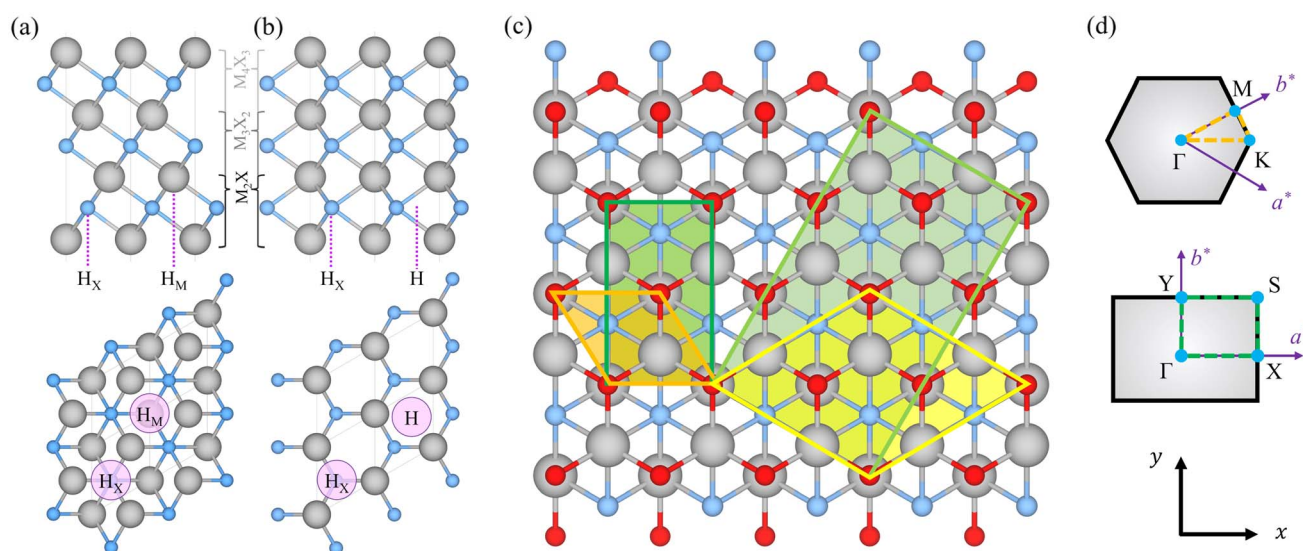 (a)
(b)
(c)
(d)
M₄X₃
M₃X₂
M₂X
H_X
H_M
H_X
H
H_M
H_X
H
H_X
M
b*
Γ
K
a*
b*
Y
S
Γ
X
a
y
x